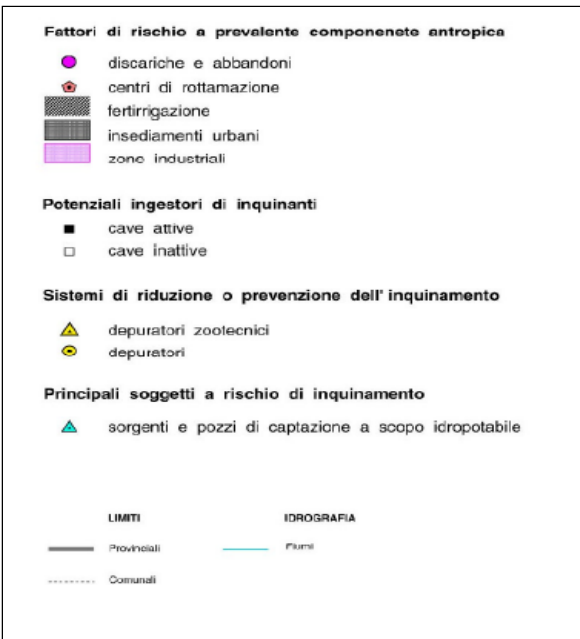 Fattori di rischio a prevalente componenete antropica
discariche e abbandoni
centri di rottamazione
fertirrigazione
insediamenti urbani
zone industriali
Potenziali ingestori di inquinanti
cave attive
cave inattive
Sistemi di riduzione o prevenzione dell'inquinamento
depuratori zootecnici
depuratori
Principali soggetti a rischio di inquinamento
sorgenti e pozzi di captazione a scopo idropotabile
LIMITI IDROGRAFIA
Provinciali Fiumi
Comunali